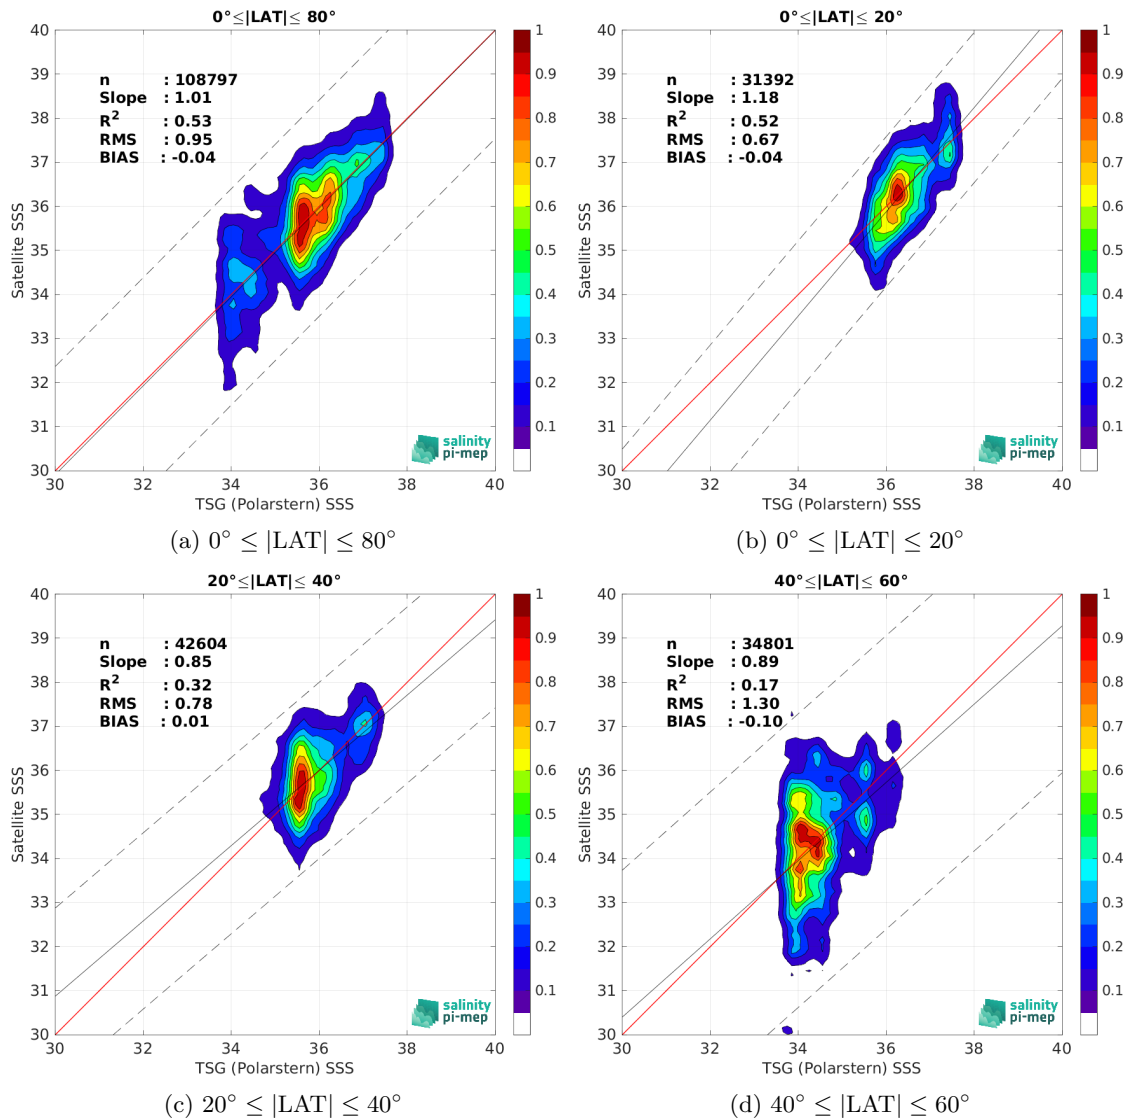 0°≤|LAT|≤ 80°
40
39
38
37
36
35
34
33
32
31
30
Satellite SSS
n : 108797
Slope : 1.01
R2 : 0.53
RMS : 0.95
BIAS : -0.04
salinity
pi-mep
30 32 34 36 38 40
TSG (Polarstern) SSS
1
0.9
0.8
0.7
0.6
0.5
0.4
0.3
0.2
0.1
(a) 0° ≤ |LAT| ≤ 80°
0°≤|LAT|≤ 20°
40
39
38
37
36
35
34
33
32
31
30
Satellite SSS
n : 31392
Slope : 1.18
R2 : 0.52
RMS : 0.67
BIAS : -0.04
salinity
pi-mep
30 32 34 36 38 40
TSG (Polarstern) SSS
1
0.9
0.8
0.7
0.6
0.5
0.4
0.3
0.2
0.1
(b) 0° ≤ |LAT| ≤ 20°
20°≤|LAT|≤ 40°
40
39
38
37
36
35
34
33
32
31
30
Satellite SSS
n : 42604
Slope : 0.85
R2 : 0.32
RMS : 0.78
BIAS : 0.01
salinity
pi-mep
30 32 34 36 38 40
TSG (Polarstern) SSS
1
0.9
0.8
0.7
0.6
0.5
0.4
0.3
0.2
0.1
(c) 20° ≤ |LAT| ≤ 40°
40°≤|LAT|≤ 60°
40
39
38
37
36
35
34
33
32
31
30
Satellite SSS
n : 34801
Slope : 0.89
R2 : 0.17
RMS : 1.30
BIAS : -0.10
salinity
pi-mep
30 32 34 36 38 40
TSG (Polarstern) SSS
1
0.9
0.8
0.7
0.6
0.5
0.4
0.3
0.2
0.1
(d) 40° ≤ |LAT| ≤ 60°